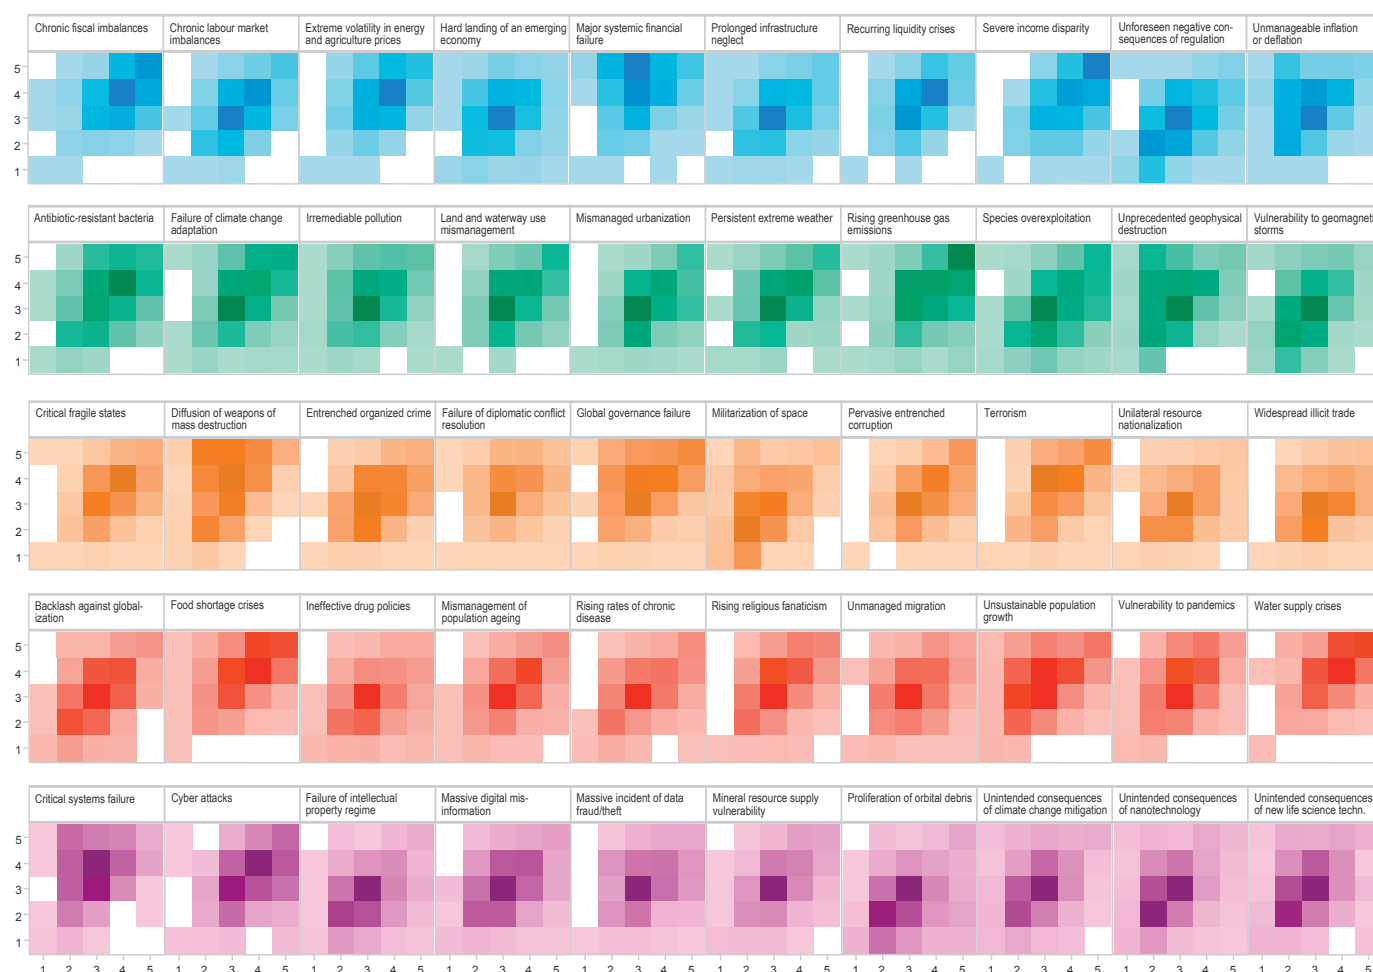 Chronic fiscal imbalances
Chronic labour market
imbalances
Extreme volatility in energy
and agriculture prices
Hard landing of an emerging
economy
Major systemic financial
failure
Prolonged infrastructure
neglect
Recurring liquidity crises
Severe income disparity
Unforeseen negative con-
sequences of regulation
Unmanageable inflation
or deflation
5
4
3
2
1
Antibiotic-resistant bacteria
Failure of climate change
adaptation
Irremediable pollution
Land and waterway use
mismanagement
Mismanaged urbanization
Persistent extreme weather
Rising greenhouse gas
emissions
Species overexploitation
Unprecedented geophysical
destruction
Vulnerability to geomagneti
storms
5
4
3
2
1
Critical fragile states
Diffusion of weapons of
mass destruction
Entrenched organized crime
Failure of diplomatic conflict
resolution
Global governance failure
Militarization of space
Pervasive entrenched
corruption
Terrorism
Unilateral resource
nationalization
Widespread illicit trade
5
4
3
2
1
Backlash against global-
ization
Food shortage crises
Ineffective drug policies
Mismanagement of
population ageing
Rising rates of chronic
disease
Rising religious fanaticism
Unmanaged migration
Unsustainable population
growth
Vulnerability to pandemics
Water supply crises
5
4
3
2
1
Critical systems failure
Cyber attacks
Failure of intellectual
property regime
Massive digital mis-
information
Massive incident of data
fraud/theft
Mineral resource supply
vulnerability
Proliferation of orbital debris
Unintended consequences
of climate change mitigation
Unintended consequences
of nanotechnology
Unintended consequences
of new life science techn.
5
4
3
2
1
1 2 3 4 5 1 2 3 4 5 1 2 3 4 5 1 2 3 4 5 1 2 3 4 5 1 2 3 4 5 1 2 3 4 5 1 2 3 4 5 1 2 3 4 5 1 2 3 4 5